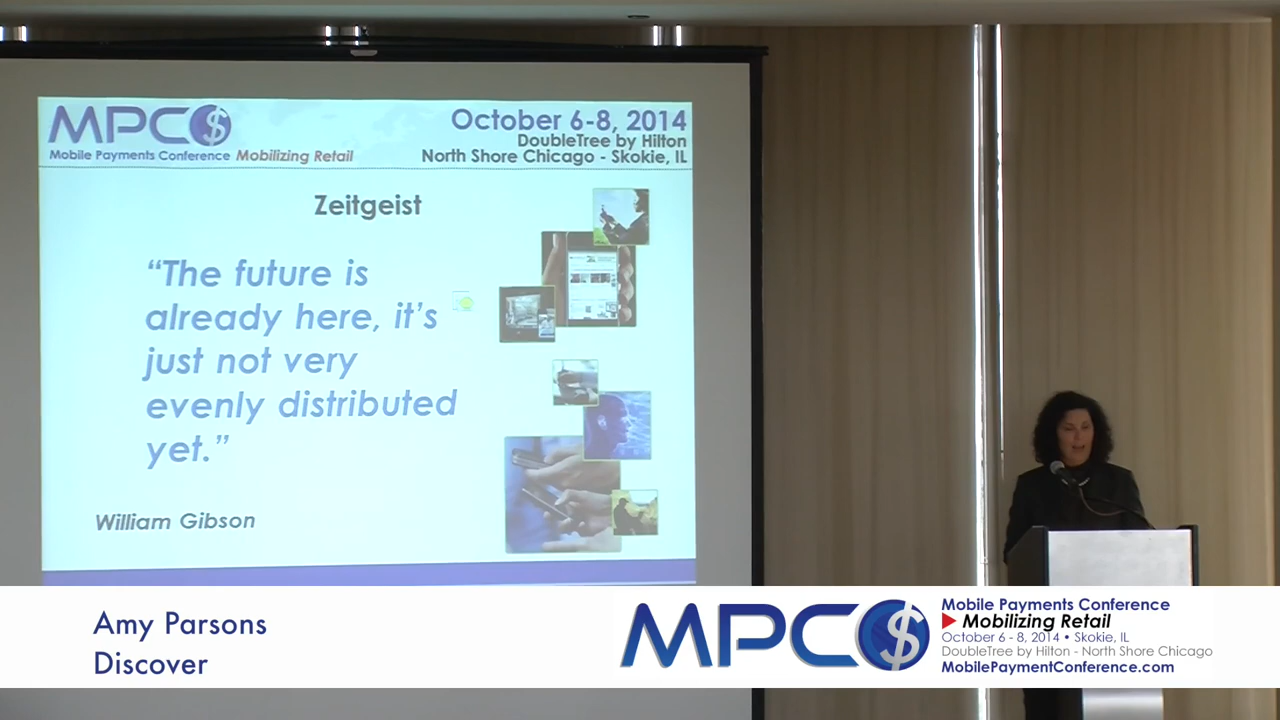 MPC$
Mobile Payments Conference Mobilizing Retail
October 6-8, 2014
DoubleTree by Hilton
North Shore Chicago - Skokie, IL
Zeitgeist
“The future is
already here, it’s
just not very
evenly distributed
yet.”
William Gibson
Amy Parsons
Discover
MPC$
Mobile Payments Conference
Mobilizing Retail
October 6 - 8, 2014 • Skokie, IL
DoubleTree by Hilton - North Shore Chicago
MobilePaymentConference.com